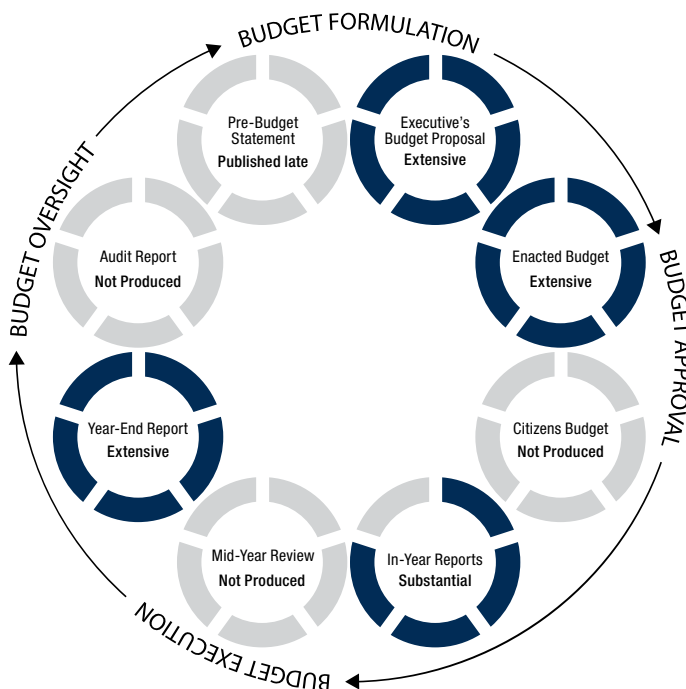 BUDGET FORMULATION
Pre-Budget
Statement
Published late
Executive's
Budget Proposal
Extensive
BUDGET OVERSIGHT
Audit Report
Not Produced
Enacted Budget
Extensive
BUDGET APPROVAL
Year-End Report
Extensive
Citizens Budget
Not Produced
Mid-Year Review
Not Produced
In-Year Reports
Substantial
BUDGET EXECUTION